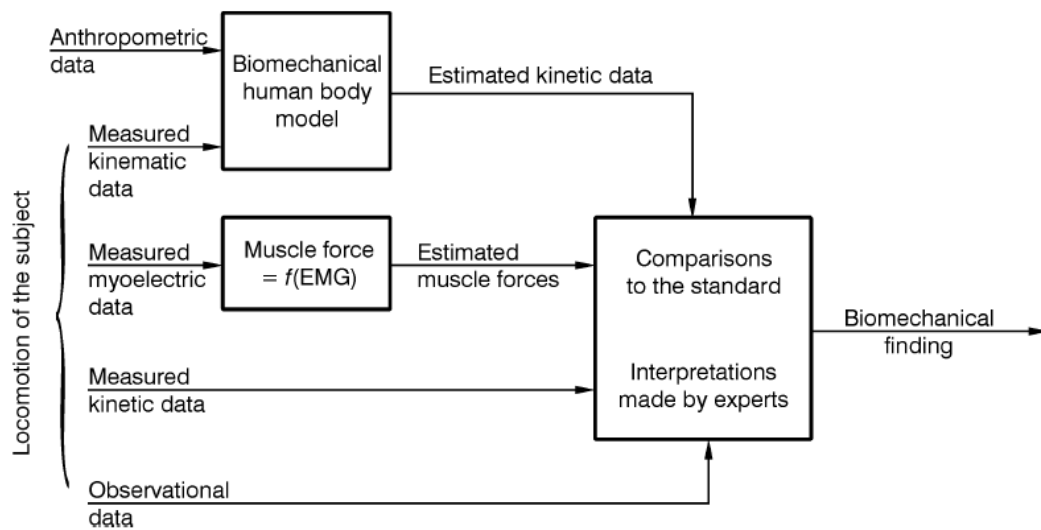 Anthropometric
data
Biomechanical
human body
model
Estimated kinetic data
Locomotion of the subject
Measured
kinematic
data
Measured
myoelectric
data
Muscle force
= f(EMG)
Estimated
muscle forces
Comparisons
to the standard
Interpretations
made by experts
Biomechanical
finding
Measured
kinetic data
Observational
data